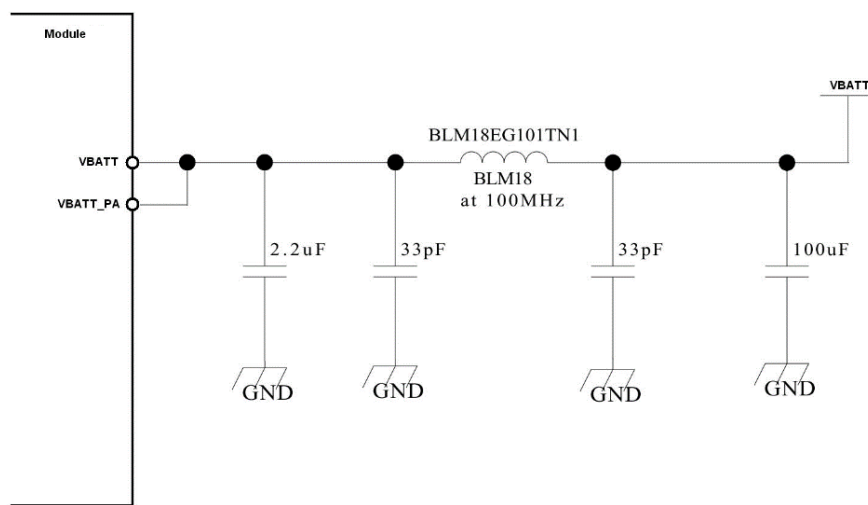 Module
VBATT
BLM18EG101TN1
VBATT
BLM18
VBATT_PA
at 100MHz
2.2uF
33pF
33pF
100uF
GND
GND
GND
GND